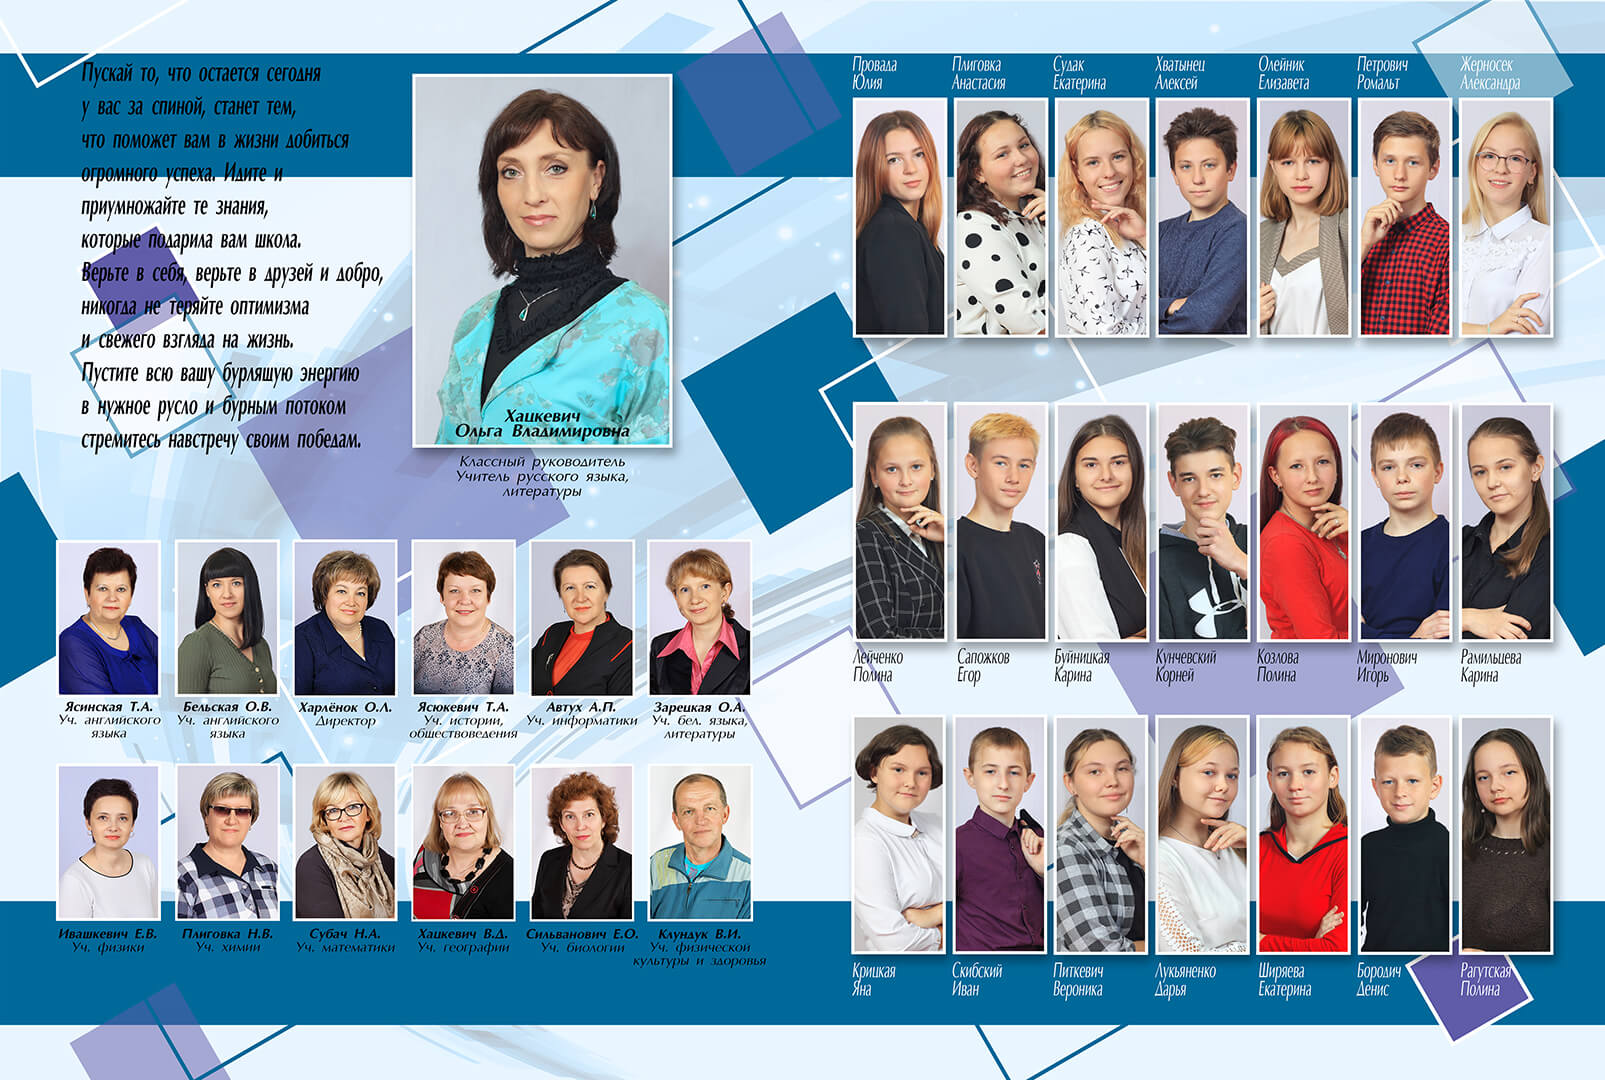 Пускай то, что остается сегодня
у вас за спиной, станет тем,
что поможет вам в жизни добиться
огромного успеха. Идите и
приумножайте те знания,
которые подарила вам школа.
Верьте в себя, верьте в друзей и добро,
никогда не теряйте оптимизма
и свежего взгляда на жизнь.
Пустите всю вашу бурлящую энергию
в нужное русло и бурным потоком
стремитесь навстречу своим победам.
Хацкевич
Ольга Владимировна
Классный руководитель
Учитель русского языка,
литературы
Ясинская Т.А.
Уч. английского
языка
Бельская О.В.
Уч. английского
языка
Харлёнок О.Л.
Директор
Ясюкевич Т.А.
Уч. истории,
обществоведения
Автух А.П.
Уч. информатики
Зарецкая О.А.
Уч. бел. языка,
литературы
Ивашкевич Е.В.
Уч. физики
Плиговка Н.В.
Уч. химии
Субач Н.А.
Уч. математики
Хацкевич В.Д.
Уч. географии
Сильванович Е.О.
Уч. биологии
Клундук В.И.
Уч. физической
культуры и здоровья
Провада
Юлия
Плиговка
Анастасия
Судак
Екатерина
Хватынец
Алексей
Олейник
Елизавета
Петрович
Ромальт
Жерносек
Александра
Лейченко
Полина
Сапожков
Егор
Буйницкая
Карина
Кунчевский
Корней
Козлова
Полина
Миронович
Игорь
Рамильцева
Карина
Крицкая
Яна
Скибский
Иван
Питкевич
Вероника
Лукьяненко
Дарья
Ширяева
Екатерина
Бородич
Денис
Рагутская
Полина